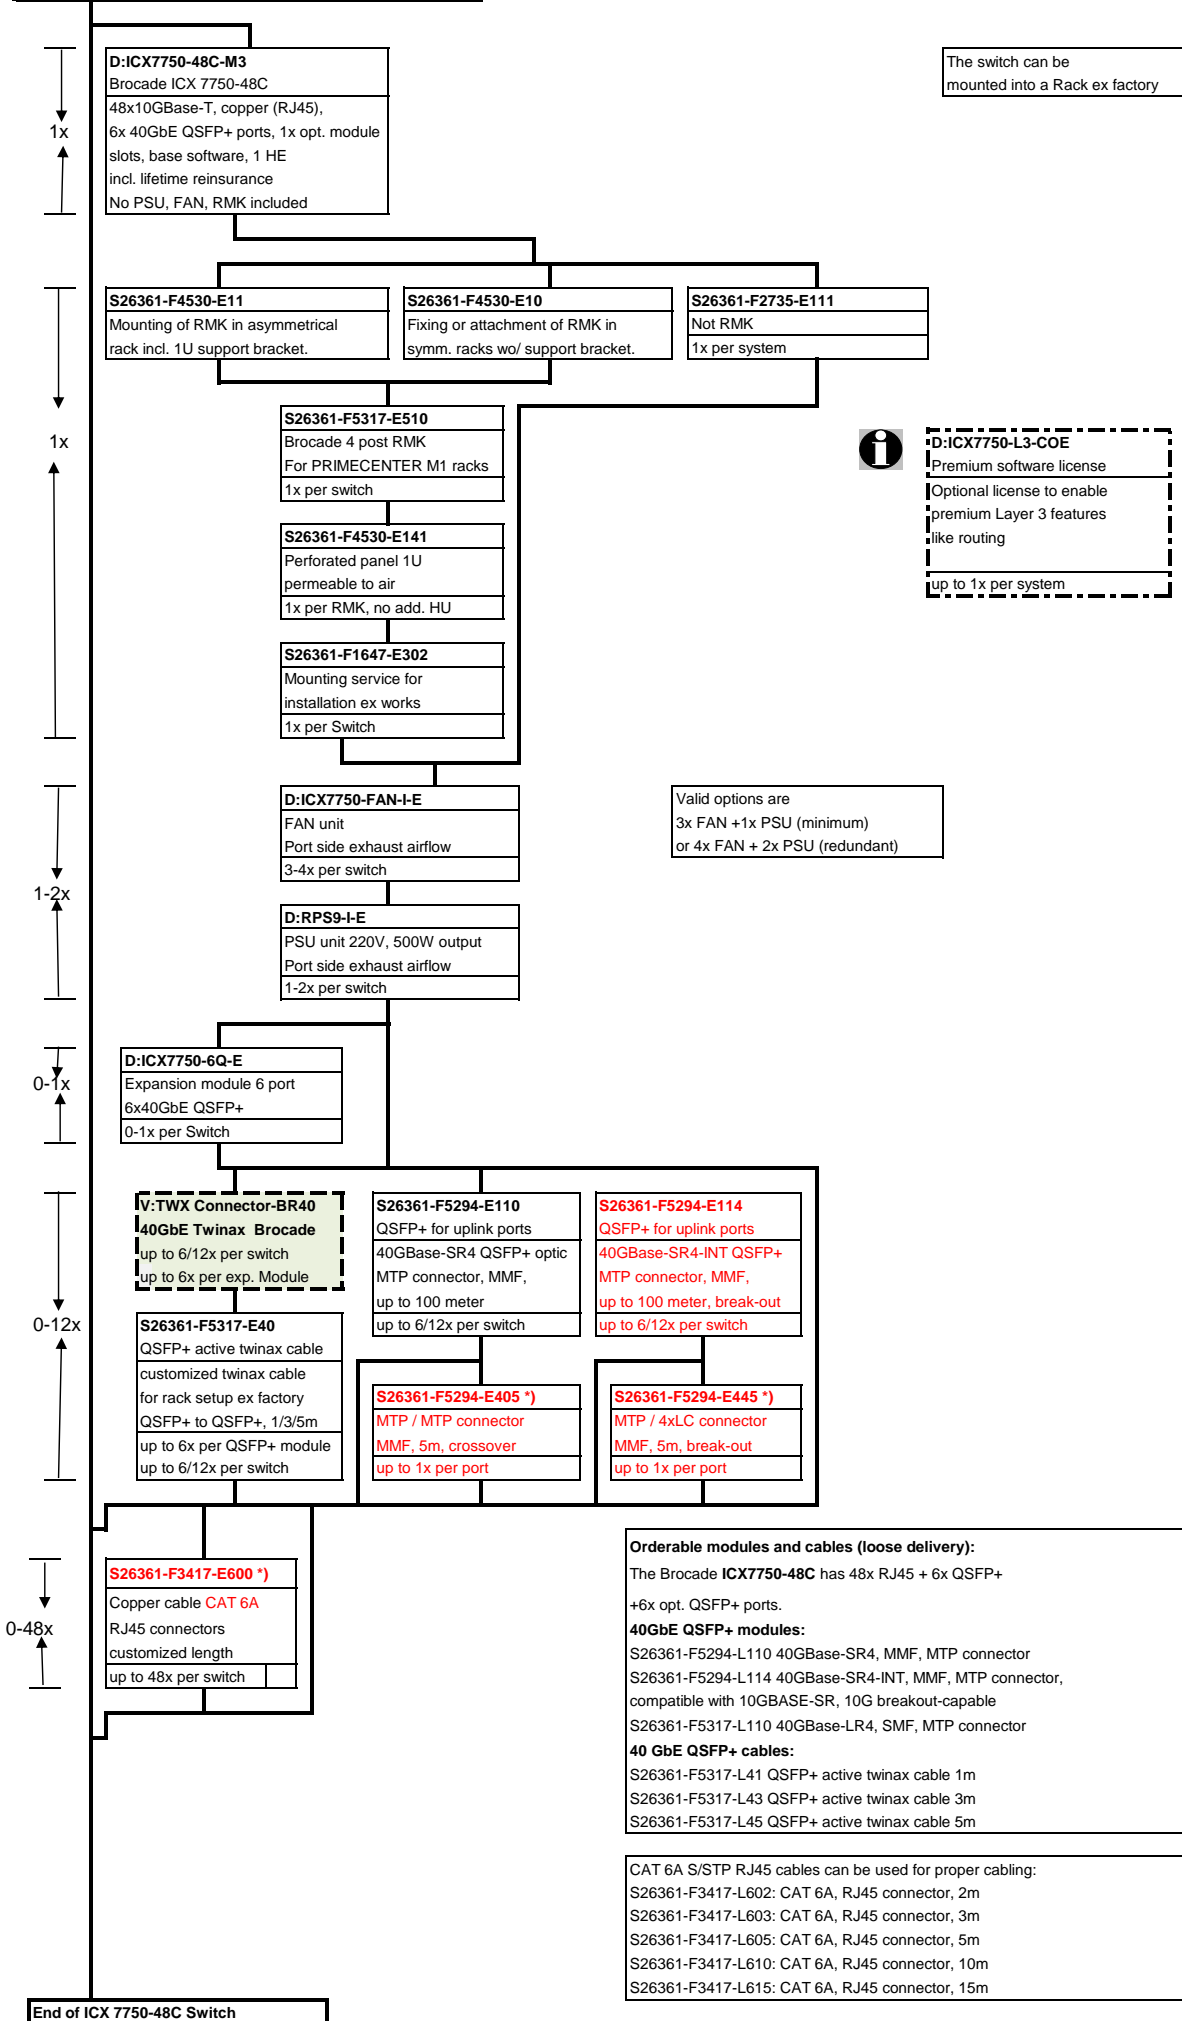 D:ICX7750-48C-M3
Brocade ICX 7750-48C
48x10GBase-T, copper (RJ45),
6x 40GbE QSFP+ ports, 1x opt. module
slots, base software, 1 HE
incl. lifetime reinsurance
No PSU, FAN, RMK included
1x
The switch can be
mounted into a Rack ex factory
S26361-F4530-E11
Mounting of RMK in asymmetrical
rack incl. 1U support bracket.
S26361-F4530-E10
Fixing or attachment of RMK in
symm. racks wo/ support bracket.
S26361-F2735-E111
Not RMK
1x per system
1x
S26361-F5317-E510
Brocade 4 post RMK
For PRIMECENTER M1 racks
1x per switch
D:ICX7750-L3-COE
Premium software license
Optional license to enable
premium Layer 3 features
like routing
up to 1x per system
S26361-F4530-E141
Perforated panel 1U
permeable to air
1x per RMK, no add. HU
S26361-F1647-E302
Mounting service for
installation ex works
1x per Switch
D:ICX7750-FAN-I-E
FAN unit
Port side exhaust airflow
3-4x per switch
Valid options are
3x FAN +1x PSU (minimum)
or 4x FAN + 2x PSU (redundant)
1-2x
D:RPS9-I-E
PSU unit 220V, 500W output
Port side exhaust airflow
1-2x per switch
0-1x
D:ICX7750-6Q-E
Expansion module 6 port
6x40GbE QSFP+
0-1x per Switch
V:TWX Connector-BR40
40GbE Twinax  Brocade
up to 6/12x per switch
up to 6x per exp. Module
S26361-F5294-E110
QSFP+ for uplink ports
40GBase-SR4 QSFP+ optic
MTP connector, MMF,
up to 100 meter
up to 6/12x per switch
S26361-F5294-E114
QSFP+ for uplink ports
40GBase-SR4-INT QSFP+
MTP connector, MMF,
up to 100 meter, break-out
up to 6/12x per switch
0-12x
S26361-F5317-E40
QSFP+ active twinax cable
customized twinax cable
for rack setup ex factory
QSFP+ to QSFP+, 1/3/5m
up to 6x per QSFP+ module
up to 6/12x per switch
S26361-F5294-E405 *)
MTP / MTP connector
MMF, 5m, crossover
up to 1x per port
S26361-F5294-E445 *)
MTP / 4xLC connector
MMF, 5m, break-out
up to 1x per port
0-48x
S26361-F3417-E600 *)
Copper cable CAT 6A
RJ45 connectors
customized length
up to 48x per switch
Orderable modules and cables (loose delivery):
The Brocade ICX7750-48C has 48x RJ45 + 6x QSFP+
+6x opt. QSFP+ ports.
40GbE QSFP+ modules:
S26361-F5294-L110 40GBase-SR4, MMF, MTP connector
S26361-F5294-L114 40GBase-SR4-INT, MMF, MTP connector,
compatible with 10GBASE-SR, 10G breakout-capable
S26361-F5317-L110 40GBase-LR4, SMF, MTP connector
40 GbE QSFP+ cables:
S26361-F5317-L41 QSFP+ active twinax cable 1m
S26361-F5317-L43 QSFP+ active twinax cable 3m
S26361-F5317-L45 QSFP+ active twinax cable 5m
CAT 6A S/STP RJ45 cables can be used for proper cabling:
S26361-F3417-L602: CAT 6A, RJ45 connector, 2m
S26361-F3417-L603: CAT 6A, RJ45 connector, 3m
S26361-F3417-L605: CAT 6A, RJ45 connector, 5m
S26361-F3417-L610: CAT 6A, RJ45 connector, 10m
S26361-F3417-L615: CAT 6A, RJ45 connector, 15m
End of ICX 7750-48C Switch